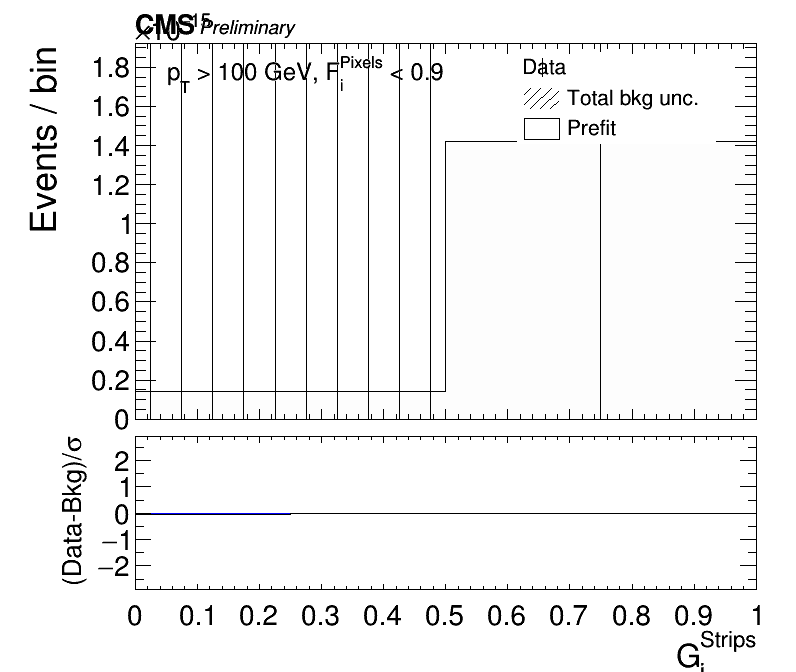 CMS Preliminary
×10^15
Events / bin
p_T > 100 GeV, F_i^Pixels < 0.9
Data
Total bkg unc.
Prefit
1.8
1.6
1.4
1.2
1
0.8
0.6
0.4
0.2
0
(Data-Bkg)/σ
2
1
0
−1
−2
0 0.1 0.2 0.3 0.4 0.5 0.6 0.7 0.8 0.9 1
G_i^Strips